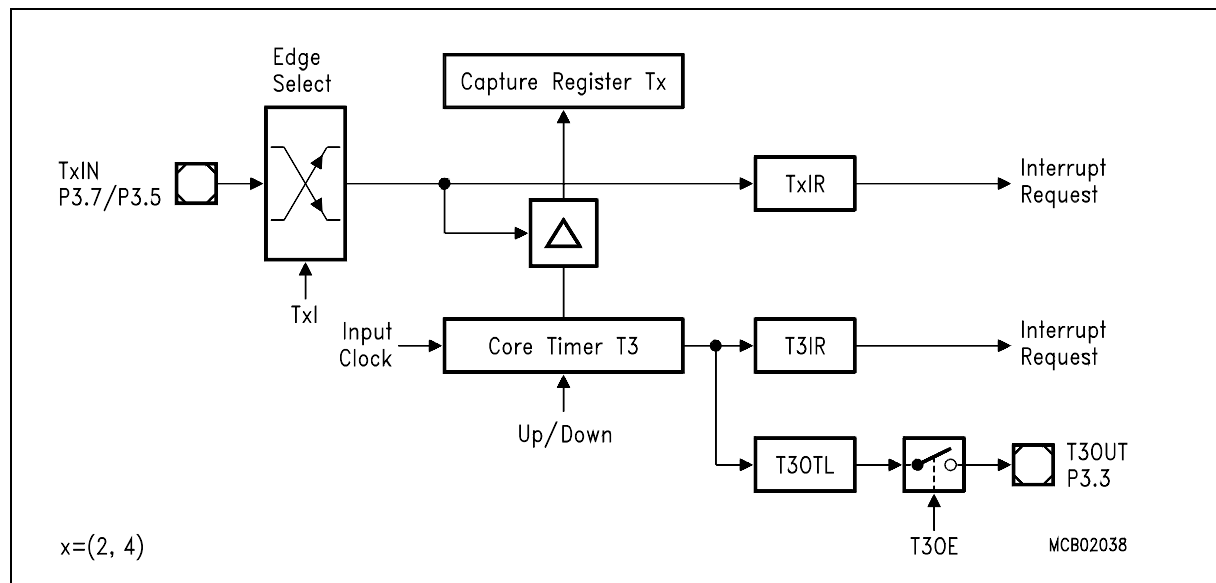 Edge
Select
Capture Register Tx
TxIN
P3.7/P3.5
TxIR
Interrupt
Request
TxI
Input
Clock
Core Timer T3
T3IR
Interrupt
Request
Up/Down
T3OTL
T3OUT
P3.3
T3OE
x=(2, 4)
MCB02038